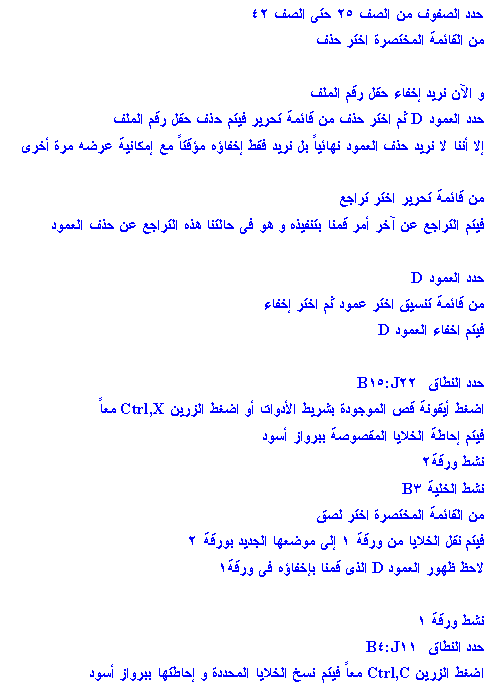 حدد الصفوف من الصف ٢٥ حتى الصف ٤٢
من القائمة المختصرة اختر حذف
و الآن نريد إخفاء حقل رقم الملف
حدد العمود D ثم اختر حذف من قائمة تحرير فيتم حذف حقل رقم الملف
إلا أننا لا نريد حذف العمود نهائياً بل نريد فقط إخفاؤه مؤقتاً مع إمكانية عرضه مرة أخرى
من قائمة تحرير اختر تراجع
فيتم التراجع عن آخر أمر قمنا بتنفيذه و هو فى حالتنا هذه التراجع عن حذف العمود
حدد العمود D
من قائمة تنسيق اختر عمود ثم اختر إخفاء
فيتم اخفاء العمود D
حدد النطاق B١٥:J٢٢
اضغط أيقونة قص الموجودة بشريط الأدوات أو اضغط الزرين Ctrl,X معاً
فيتم إحاطة الخلايا المقصوصة ببرواز أسود
نشط ورقة٢
نشط الخلية B٣
من القائمة المختصرة اختر لصق
فيتم نقل الخلايا من ورقة ١ إلى موضعها الجديد بورقة ٢
لاحظ ظهور العمود D الذى قمنا بإخفاؤه فى ورقة١
نشط ورقة ١
حدد النطاق B٤:J١١
اضغط الزرين Ctrl,C معاً فيتم نسخ الخلايا المحددة و إحاطتها ببرواز أسود